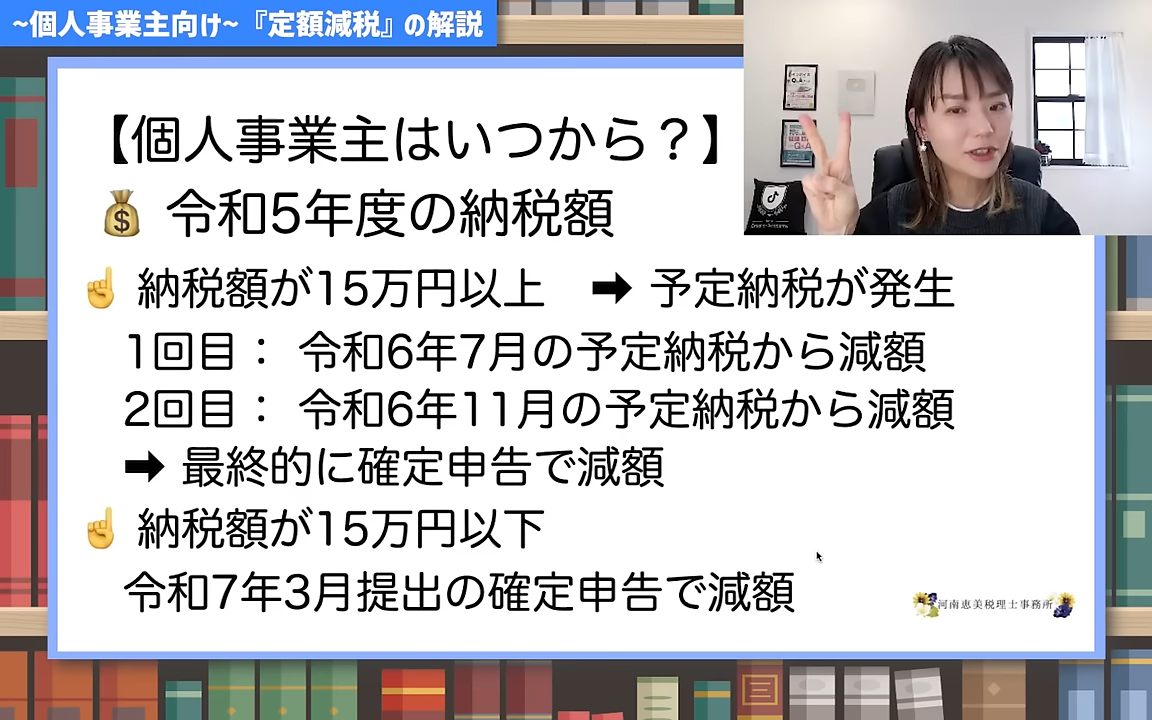 ~個人事業主向け~『定額減税』の解説
【個人事業主はいつから？】
令和5年度の納税額
納税額が15万円以上 ➡ 予定納税が発生
1回目： 令和6年7月の予定納税から減額
2回目： 令和6年11月の予定納税から減額
➡ 最終的に確定申告で減額
納税額が15万円以下
令和7年3月提出の確定申告で減額
河南恵美税理士事務所
Q&A
Q&A